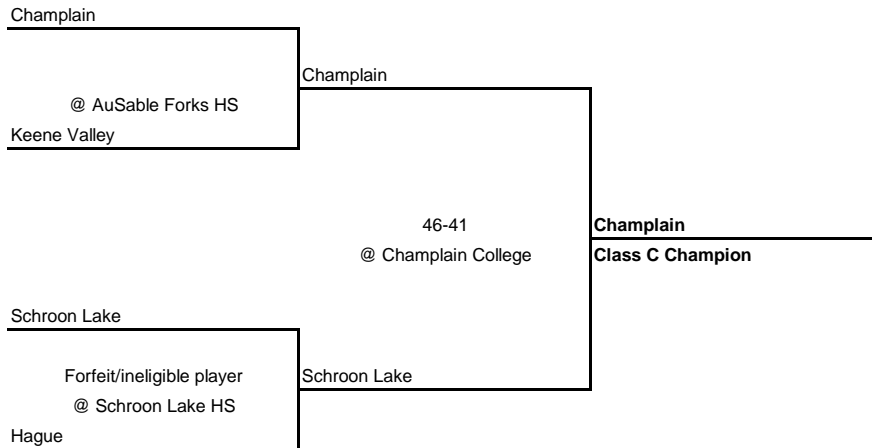 Champlain
Champlain
@ AuSable Forks HS
Keene Valley
46-41
Champlain
@ Champlain College
Class C Champion
Schroon Lake
Forfeit/ineligible player
Schroon Lake
@ Schroon Lake HS
Hague